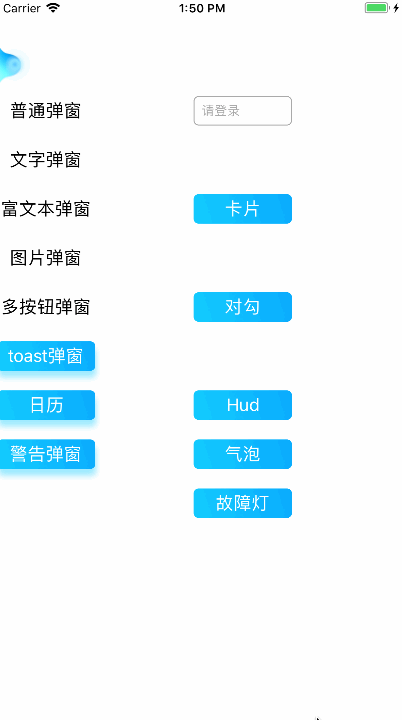 Carrier 1:50 PM
普通弹窗 请登录
文字弹窗
富文本弹窗 卡片
图片弹窗
多按钮弹窗 对勾
toast弹窗
日历 Hud
警告弹窗 气泡
故障灯